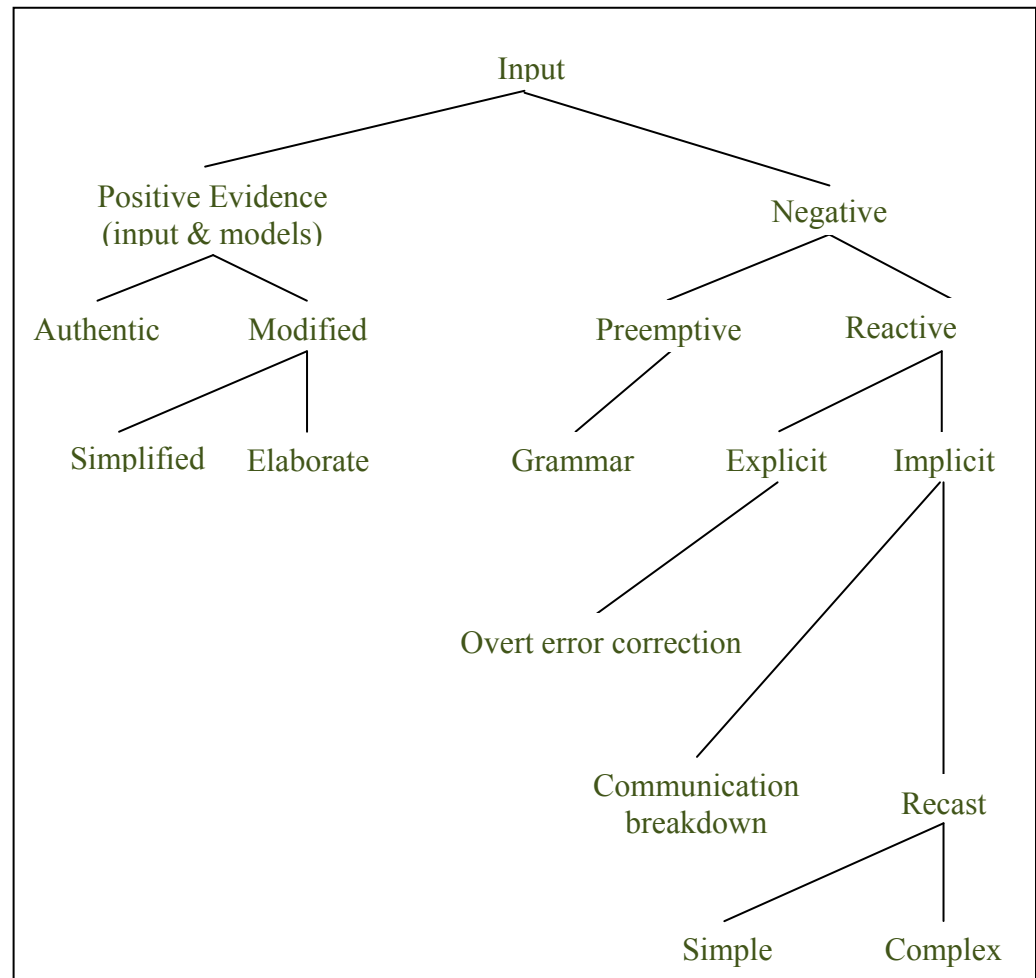 Input
Positive Evidence
(input & models)
Negative
Authentic
Modified
Preemptive
Reactive
Simplified
Elaborate
Grammar
Explicit
Implicit
Overt error correction
Communication
breakdown
Recast
Simple
Complex